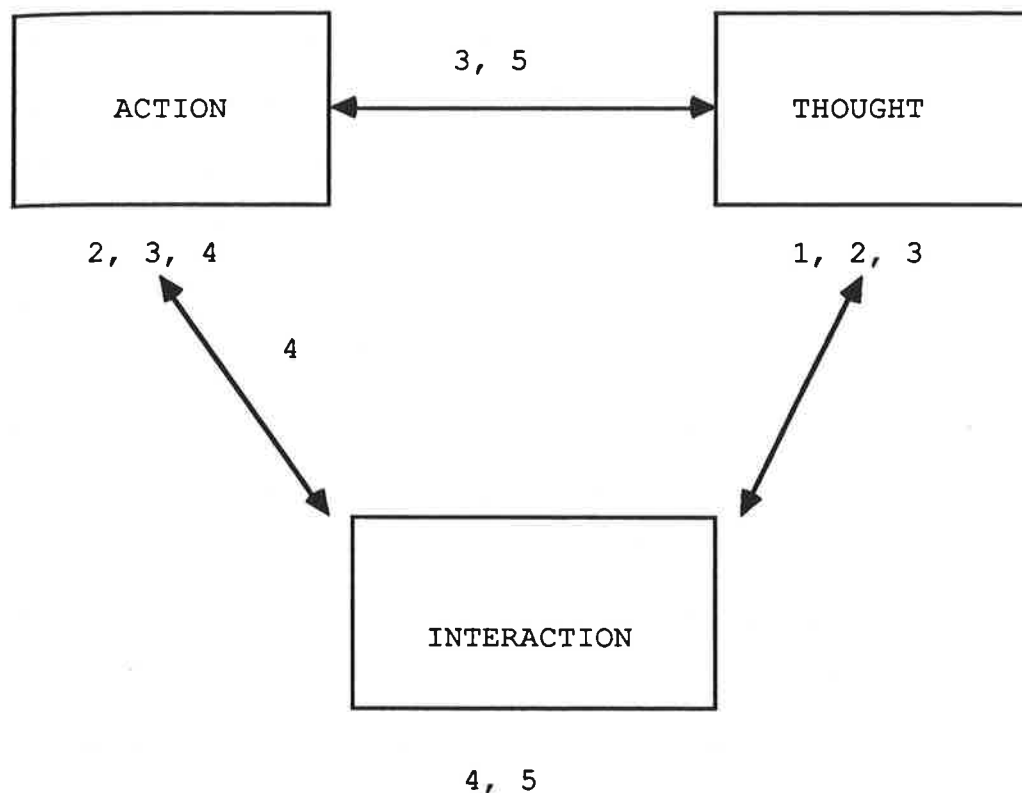 3, 5
ACTION
THOUGHT
2, 3, 4
1, 2, 3
4
INTERACTION
4, 5